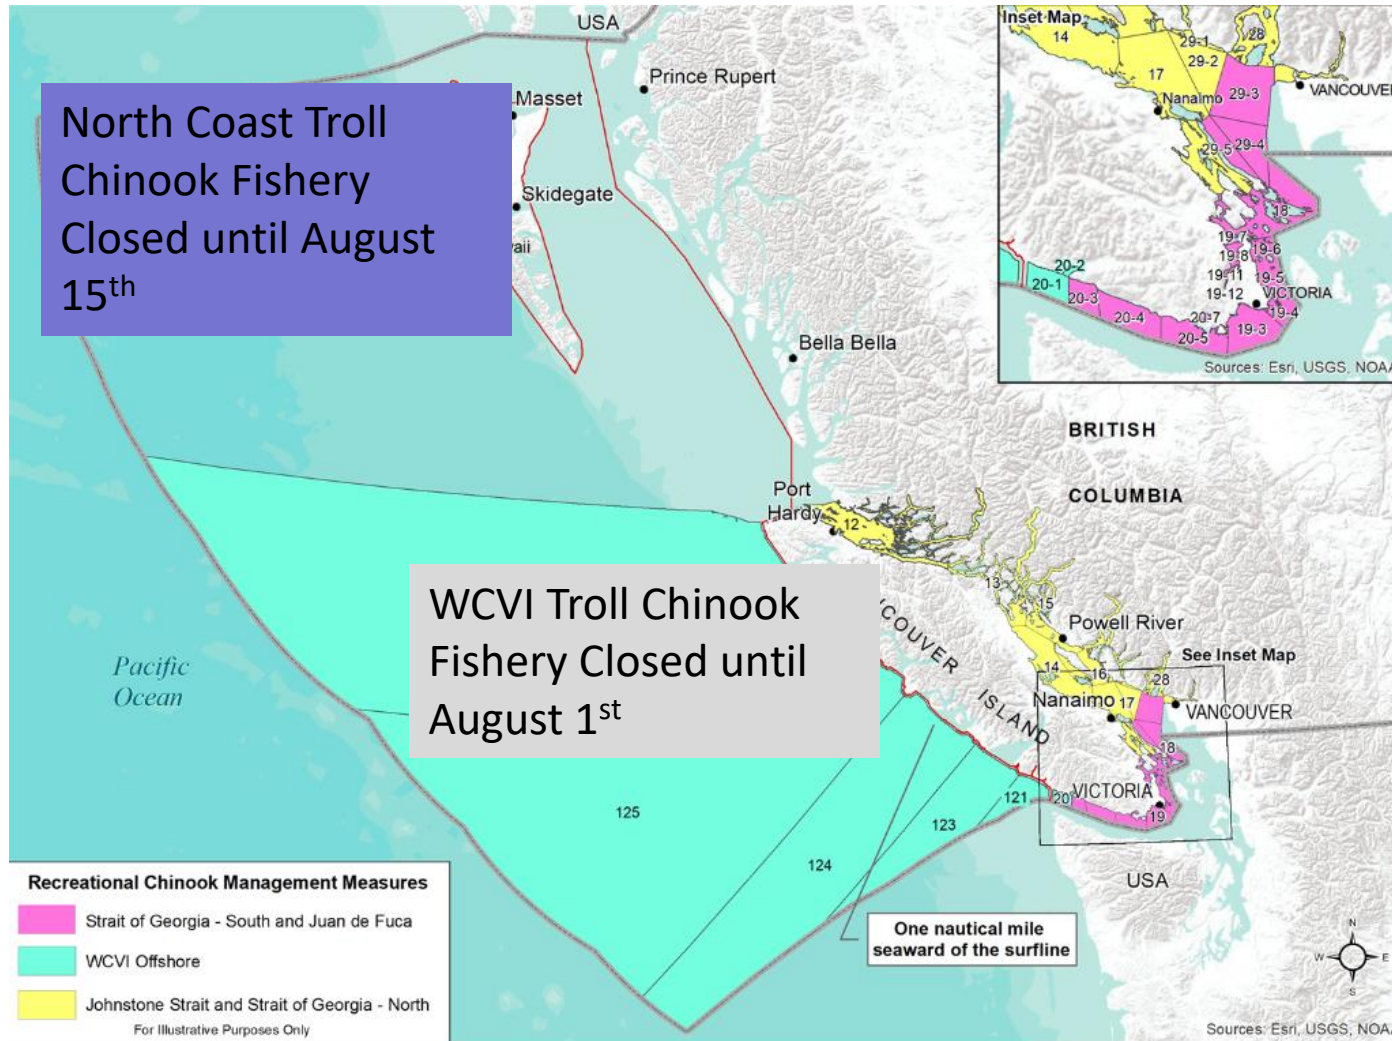 USA
Prince Rupert
North Coast Troll
Chinook Fishery
Closed until August
15th
Masset
Skidgate
waii
Bella Bella
BRITISH
COLUMBIA
Port
Hardy
12
13
15
Powell River
See Inset Map
WCVI Troll Chinook
Fishery Closed until
August 1st
NCOUVER ISLAND
14
16
28
Nanaimo
17
VANCOUVER
18
VICTORIA
19
20
121
123
124
125
Pacific
Ocean
USA
One nautical mile
seaward of the surfline
N
W
E
S
Sources: Esri, USGS, NOAA
Inset Map
14
29-1
28
29-2
17
29-3
VANCOUVER
Nanaimo
29-5
29-4
18
19-7
19-6
19-8
20-2
20-1
19-11
19-5
20-3
19-12
VICTORIA
20-4
20-7
19-4
20-5
19-3
Sources: Esri, USGS, NOAA
Recreational Chinook Management Measures
Strait of Georgia - South and Juan de Fuca
WCVI Offshore
Johnstone Strait and Strait of Georgia - North
For Illustrative Purposes Only